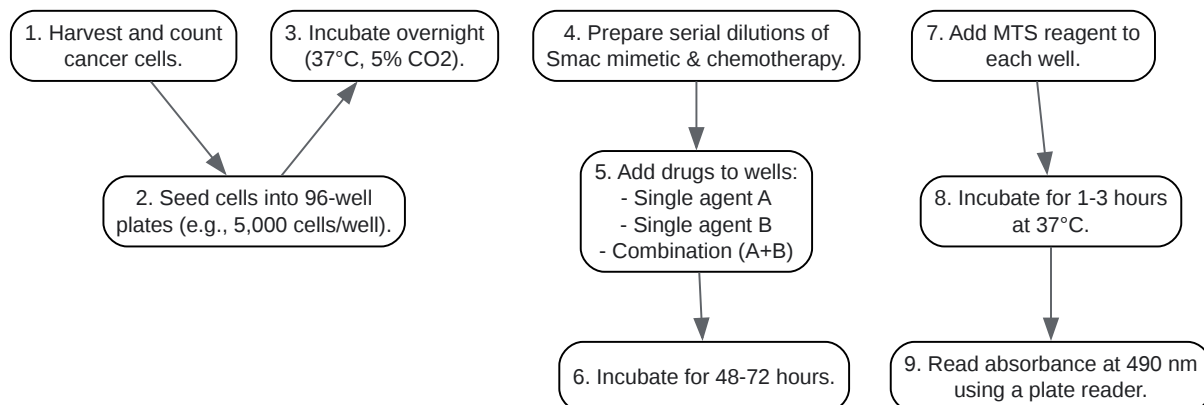 1. Harvest and count
cancer cells.
2. Seed cells into 96-well
plates (e.g., 5,000 cells/well).
3. Incubate overnight
(37°C, 5% CO2).
4. Prepare serial dilutions of
Smac mimetic & chemotherapy.
5. Add drugs to wells:
- Single agent A
- Single agent B
- Combination (A+B)
6. Incubate for 48-72 hours.
7. Add MTS reagent to
each well.
8. Incubate for 1-3 hours
at 37°C.
9. Read absorbance at 490 nm
using a plate reader.